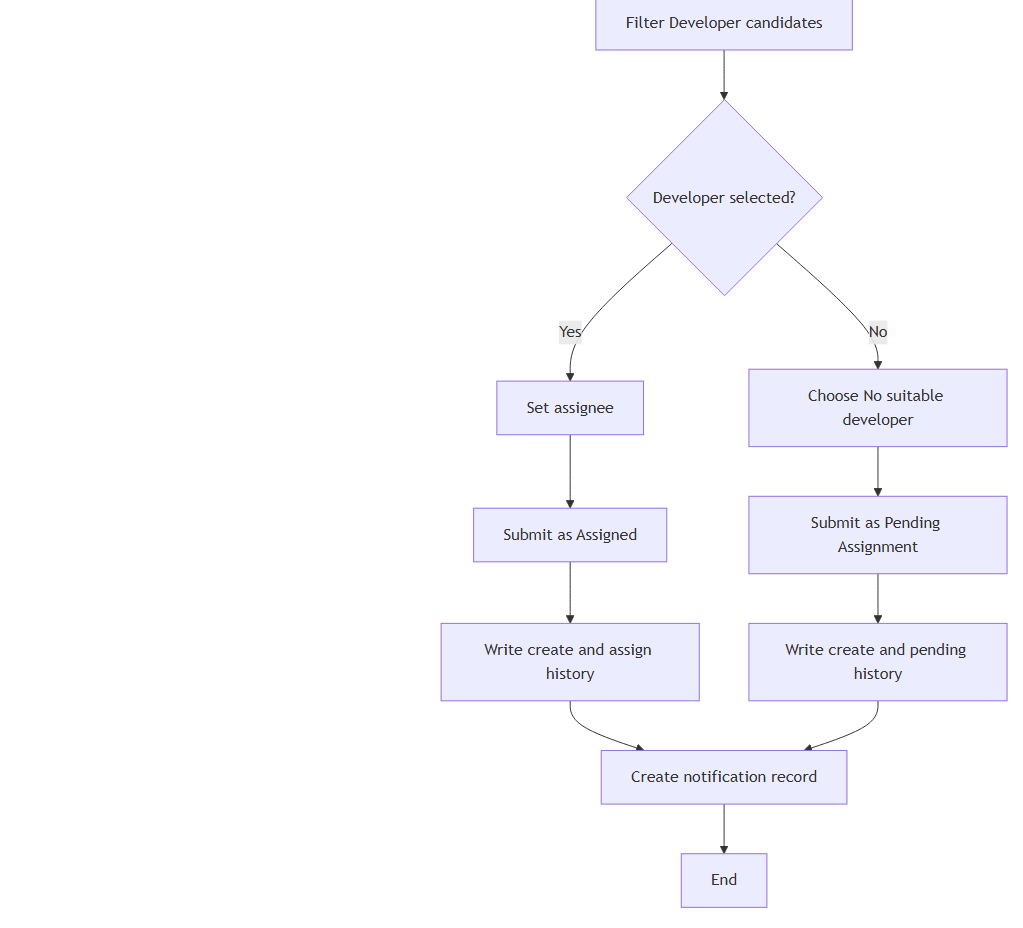 Filter Developer candidates
Developer selected?
Yes
No
Set assignee
Choose No suitable
developer
Submit as Assigned
Submit as Pending
Assignment
Write create and assign
history
Write create and pending
history
Create notification record
End